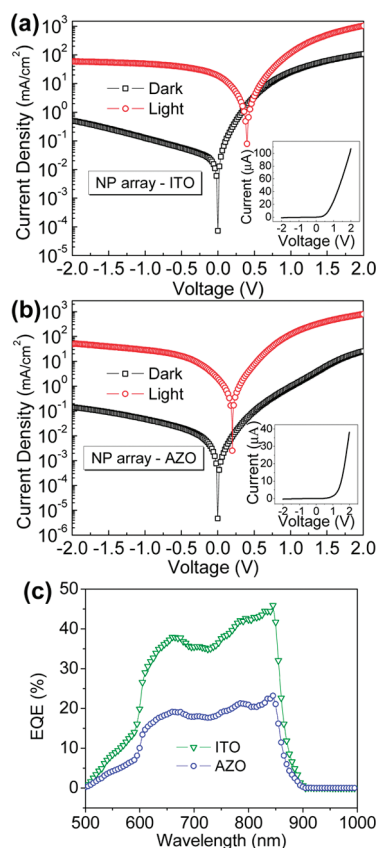 (a)
Current Density (mA/cm²)
10³
10²
10¹
10⁰
10⁻¹
10⁻²
10⁻³
10⁻⁴
10⁻⁵
Dark
Light
NP array - ITO
Current (μA)
100
80
60
40
20
0
-2 -1 0 1 2
Voltage (V)
-2.0 -1.5 -1.0 -0.5 0.0 0.5 1.0 1.5 2.0
Voltage (V)
(b)
Current Density (mA/cm²)
10³
10²
10¹
10⁰
10⁻¹
10⁻²
10⁻³
10⁻⁴
10⁻⁵
10⁻⁶
Dark
Light
NP array - AZO
Current (μA)
40
20
0
-2 -1 0 1 2
Voltage (V)
-2.0 -1.5 -1.0 -0.5 0.0 0.5 1.0 1.5 2.0
Voltage (V)
(c)
EQE (%)
50
40
30
20
10
0
ITO
AZO
500 600 700 800 900 1000
Wavelength (nm)